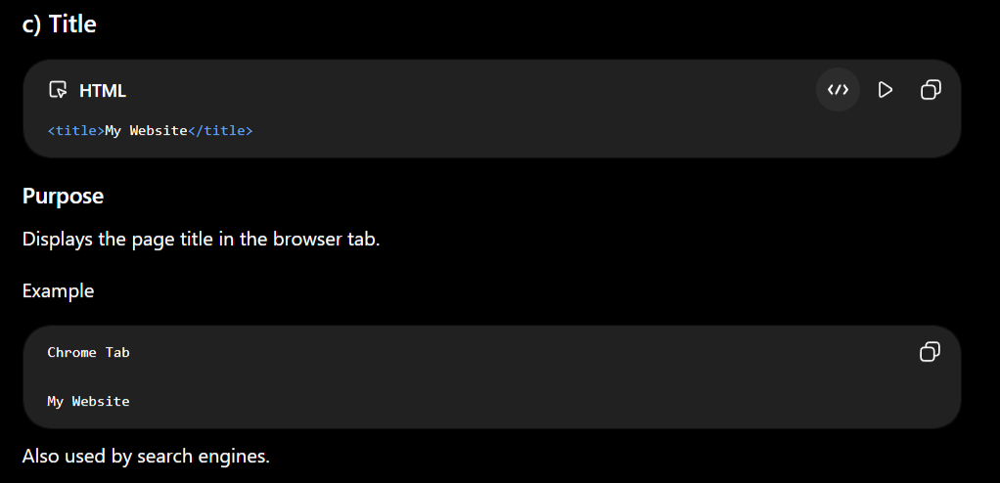 c) Title
HTML
<title>My Website</title>
Purpose
Displays the page title in the browser tab.
Example
Chrome Tab
My Website
Also used by search engines.